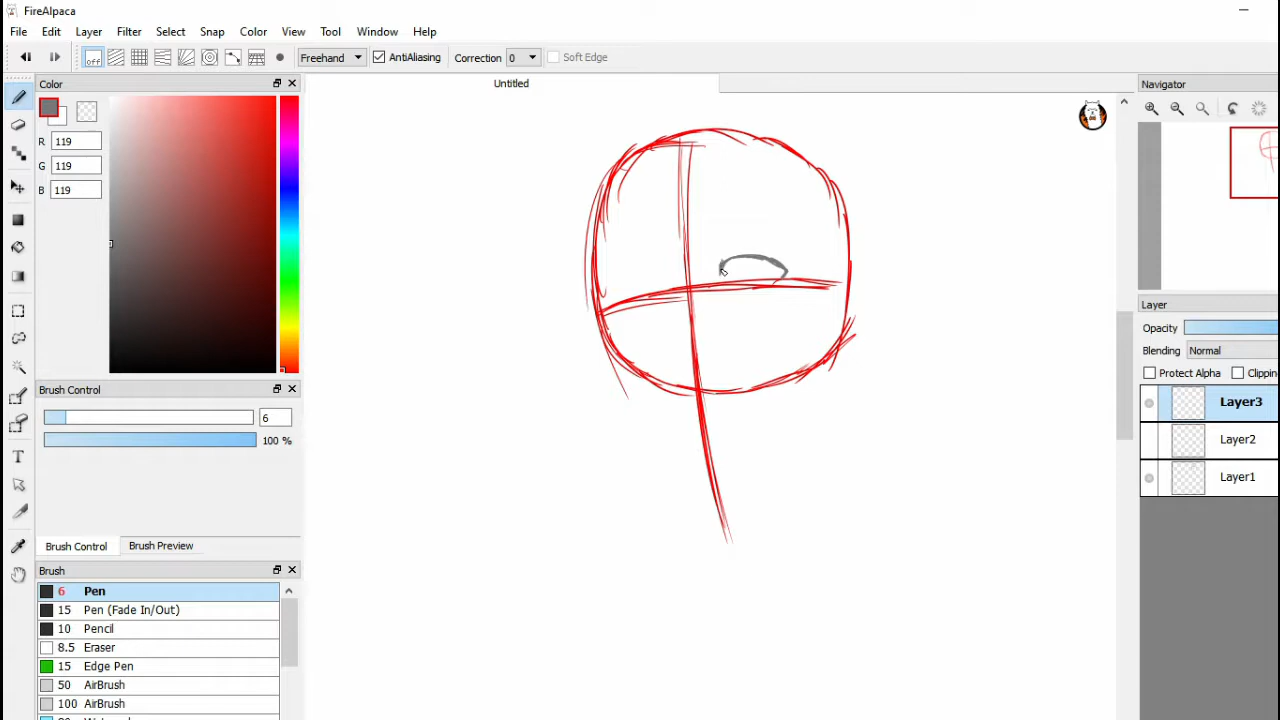 FireAlpaca
File Edit Layer Filter Select Snap Color View Tool Window Help
off Freehand AntiAliasing Correction 0 Soft Edge
Color
Untitled
Navigator
R 119
G 119
B 119
Brush Control
6
100 %
Brush Control Brush Preview
Brush
6 Pen
15 Pen (Fade In/Out)
10 Pencil
8.5 Eraser
15 Edge Pen
50 AirBrush
100 AirBrush
Layer
Opacity
Blending Normal
Protect Alpha Clippin
Layer3
Layer2
Layer1